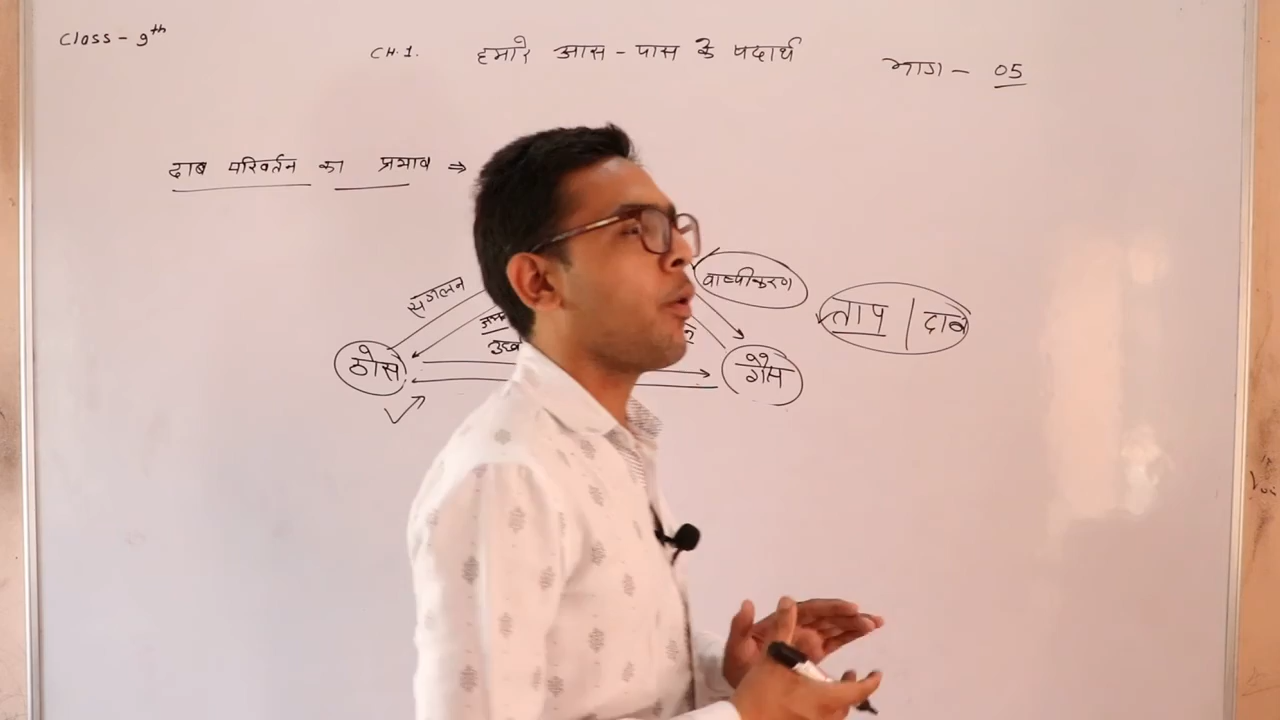 Class - 9th
CH.1. हमारे आस-पास के पदार्थ
भाग - 05
दाब परिवर्तन का प्रभाव ⇒
संगलन
वाष्पीकरण
ताप | दाब
ठोस
गैस